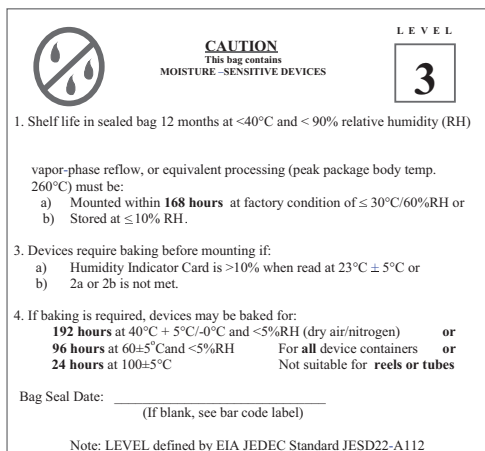 L E V E L
CAUTION
This bag contains
MOISTURE –SENSITIVE DEVICES
3
1. Shelf life in sealed bag 12 months at <40°C and < 90% relative humidity (RH)
vapor-phase reflow, or equivalent processing (peak package body temp.
260°C) must be:
a) Mounted within 168 hours at factory condition of ≤ 30°C/60%RH or
b) Stored at ≤10% RH.
3. Devices require baking before mounting if:
a) Humidity Indicator Card is >10% when read at 23°C ± 5°C or
b) 2a or 2b is not met.
4. If baking is required, devices may be baked for:
192 hours at 40°C + 5°C/-0°C and <5%RH (dry air/nitrogen) or
96 hours at 60±5°Cand <5%RH For all device containers or
24 hours at 100±5°C Not suitable for reels or tubes
Bag Seal Date: ______________________________
(If blank, see bar code label)
Note: LEVEL defined by EIA JEDEC Standard JESD22-A112